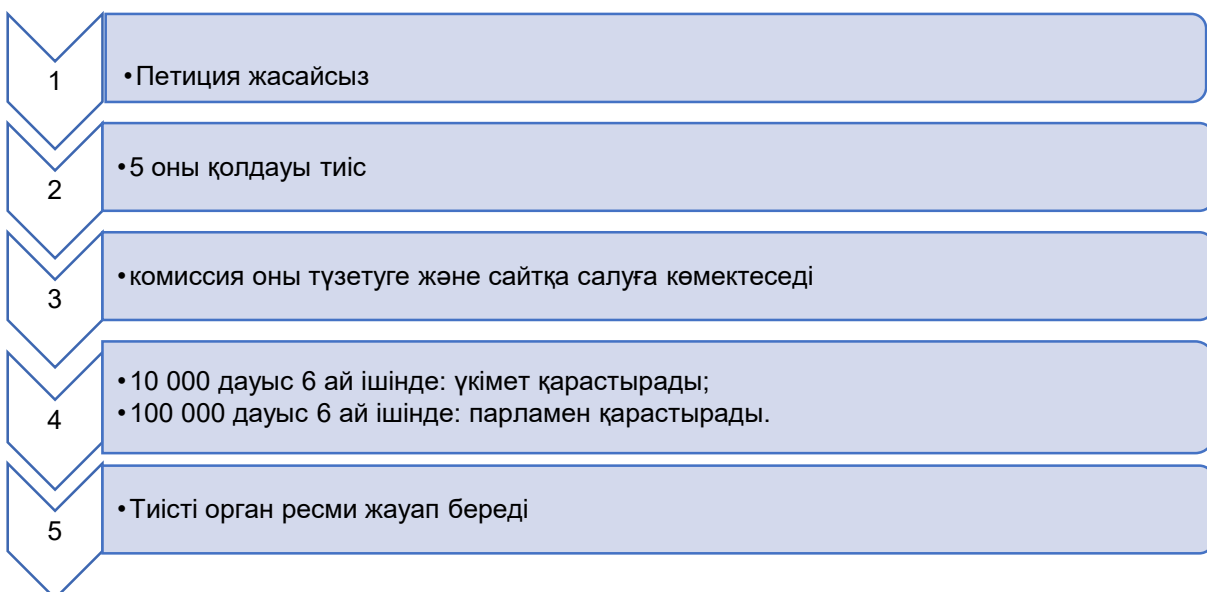 1
•Петиция жасайсыз
2
•5 оны қолдауы тиіс
3
•комиссия оны түзетуге және сайтқа салуға көмектеседі
4
•10 000 дауыс 6 ай ішінде: үкімет қарастырады;
•100 000 дауыс 6 ай ішінде: парламен қарастырады.
5
•Тиісті орган ресми жауап береді